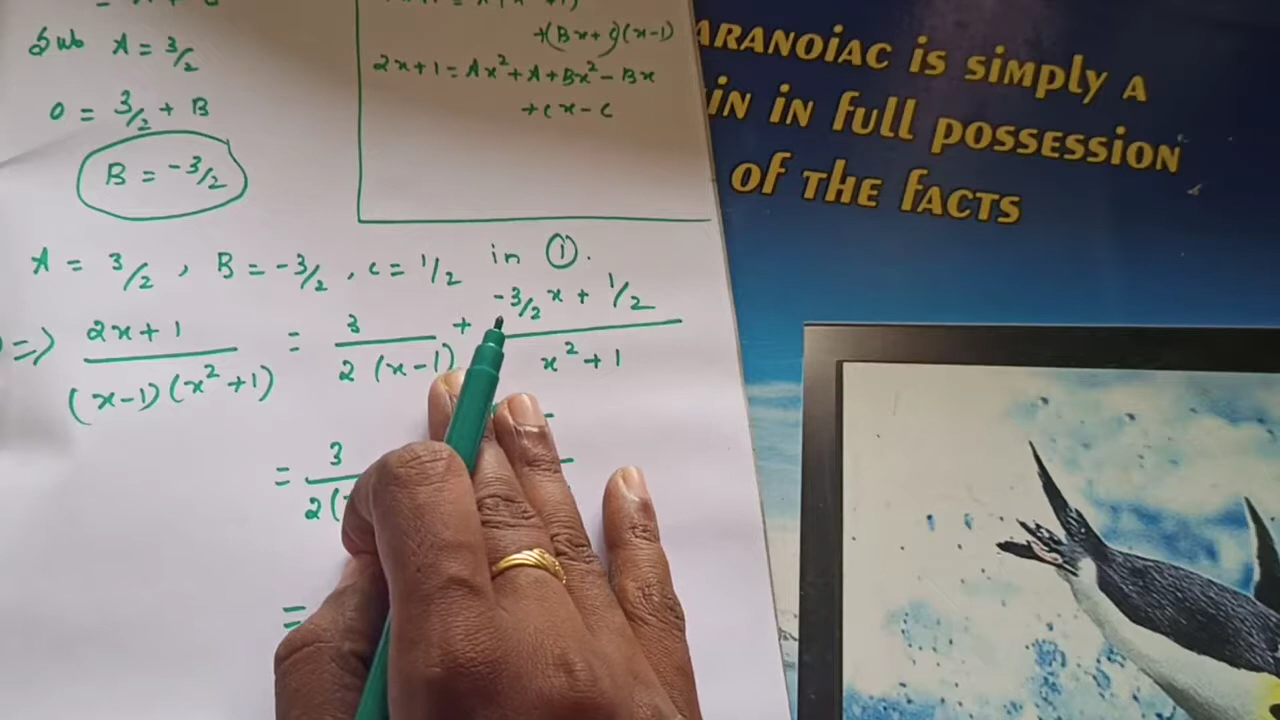 Sub A = 3/2
0 = 3/2 + B
B = -3/2
+(Bx+c)(x-1)
2x+1 = Ax²+A+Bx²-Bx
+cx-c
A = 3/2 , B = -3/2 , c = 1/2 in ①.
=> 2x+1 / (x-1)(x²+1) = 3 / 2(x-1) + -3/2 x + 1/2 / x²+1
= 3 / 2(
=
ARANOIAC is simply A
IN IN full possession
of the facts